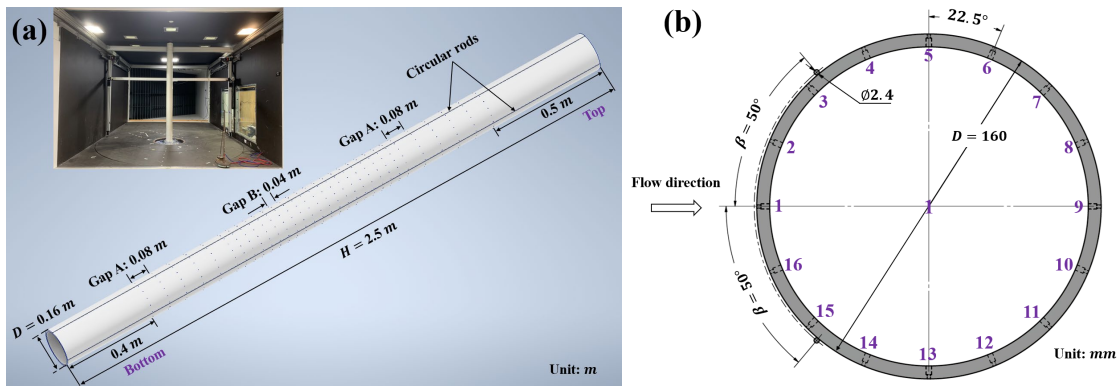 (a)
Circular rods
Gap A: 0.08 m
0.5 m
Top
Gap B: 0.04 m
H = 2.5 m
Gap A: 0.08 m
D = 0.16 m
0.4 m
Bottom
Unit: m
(b)
22.5°
5
4
6
Ø2.4
3
7
β = 50°
D = 160
2
8
Flow direction
1
1
9
16
10
β = 50°
15
11
14
12
13
Unit: mm